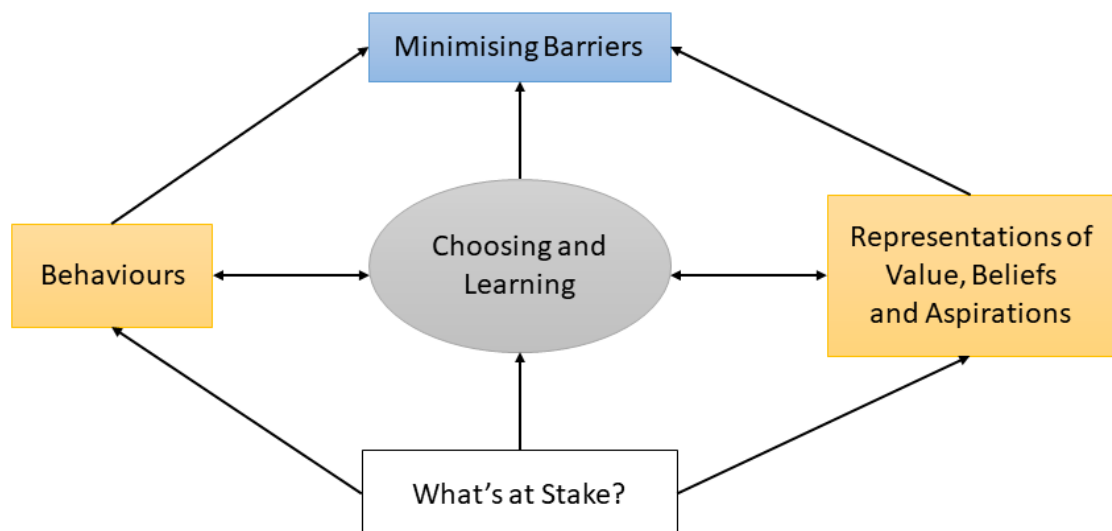 Minimising Barriers
Behaviours
Choosing and
Learning
Representations of
Value, Beliefs
and Aspirations
What's at Stake?